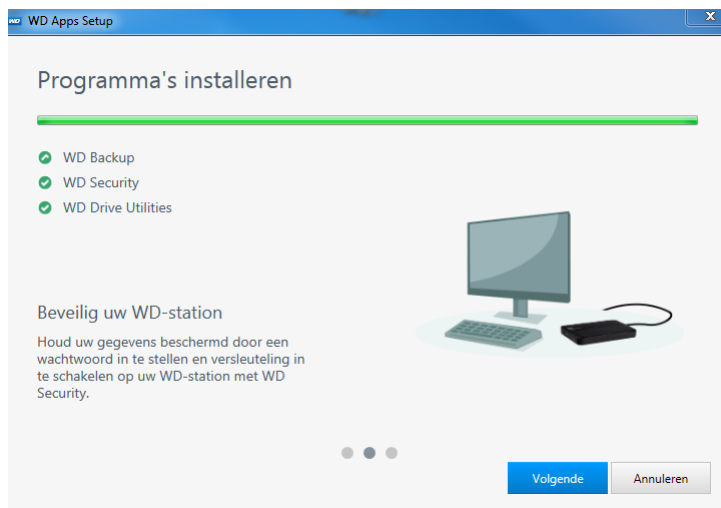 WD WD Apps Setup
Programma's installeren
WD Backup
WD Security
WD Drive Utilities
Beveilig uw WD-station
Houd uw gegevens beschermd door een
wachtwoord in te stellen en versleuteling in
te schakelen op uw WD-station met WD
Security.
Volgende Annuleren